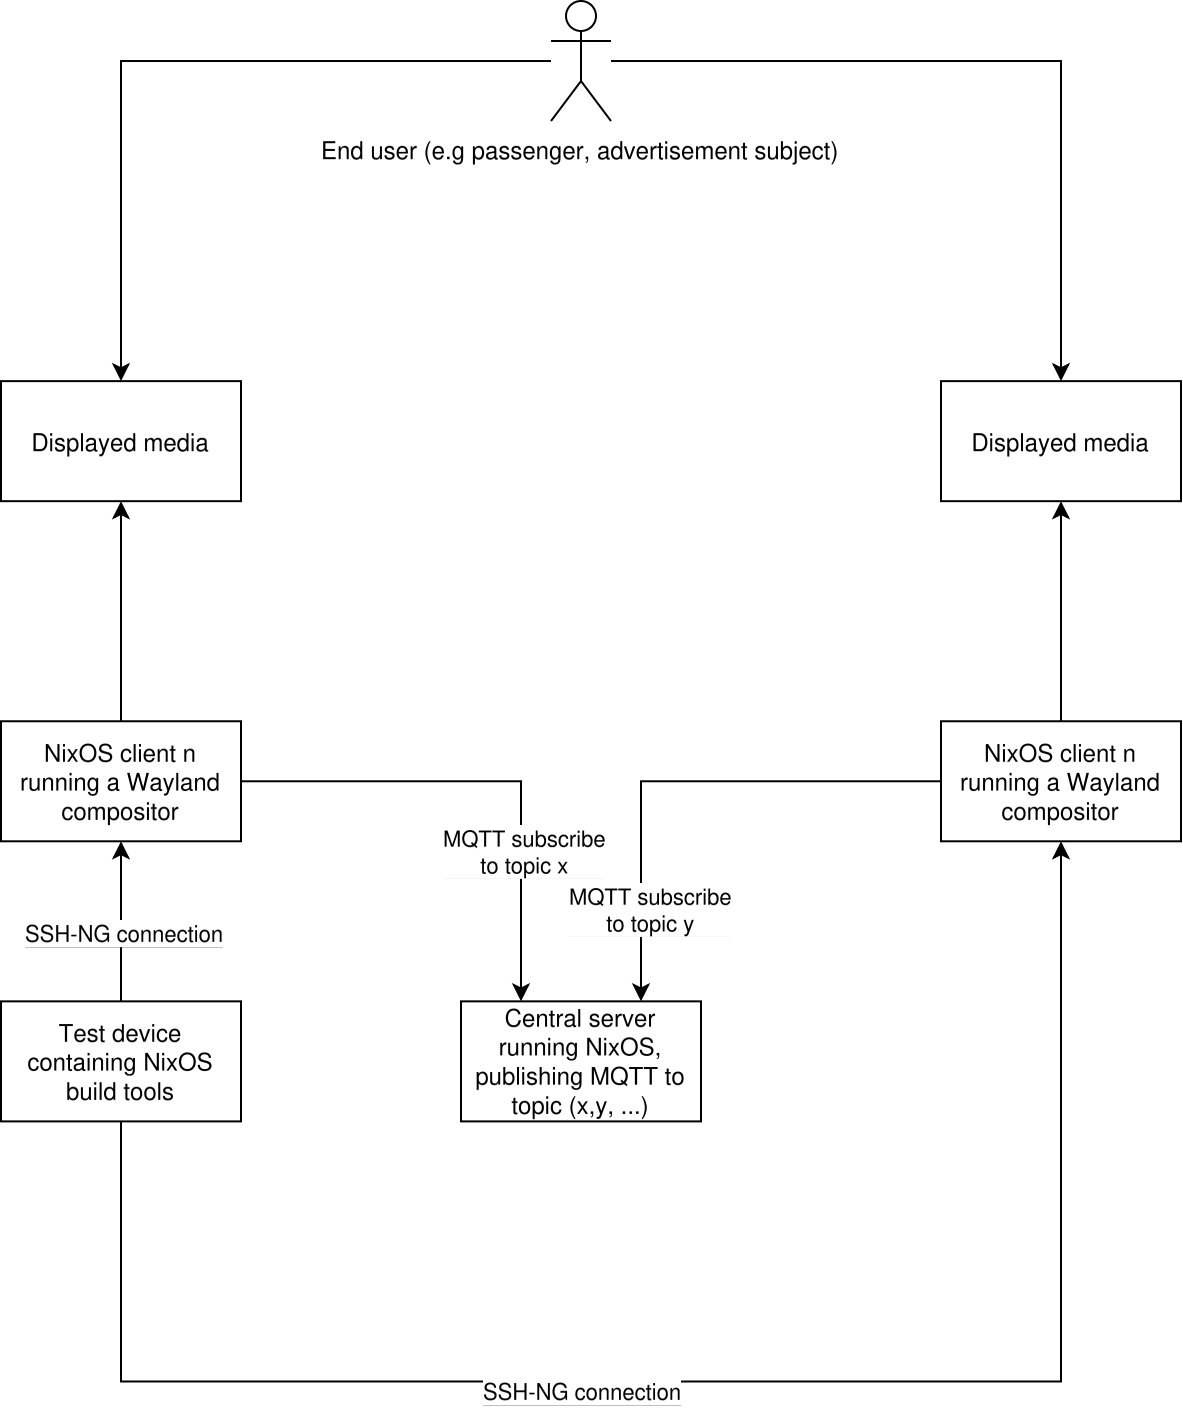 End user (e.g passenger, advertisement subject)
Displayed media
Displayed media
NixOS client n
running a Wayland
compositor
NixOS client n
running a Wayland
compositor
MQTT subscribe
to topic x
MQTT subscribe
to topic y
SSH-NG connection
Test device
containing NixOS
build tools
Central server
running NixOS,
publishing MQTT to
topic (x,y, ...)
SSH-NG connection